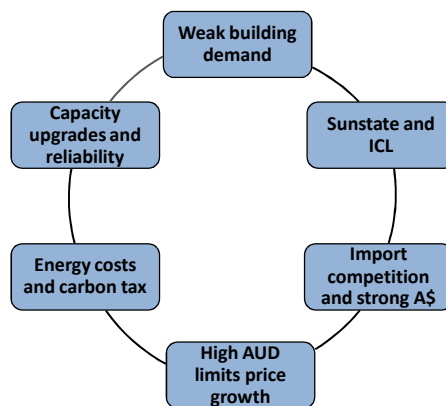 Weak building
demand
Sunstate and
ICL
Import
competition
and strong A$
High AUD
limits price
growth
Energy costs
and carbon tax
Capacity
upgrades and
reliability